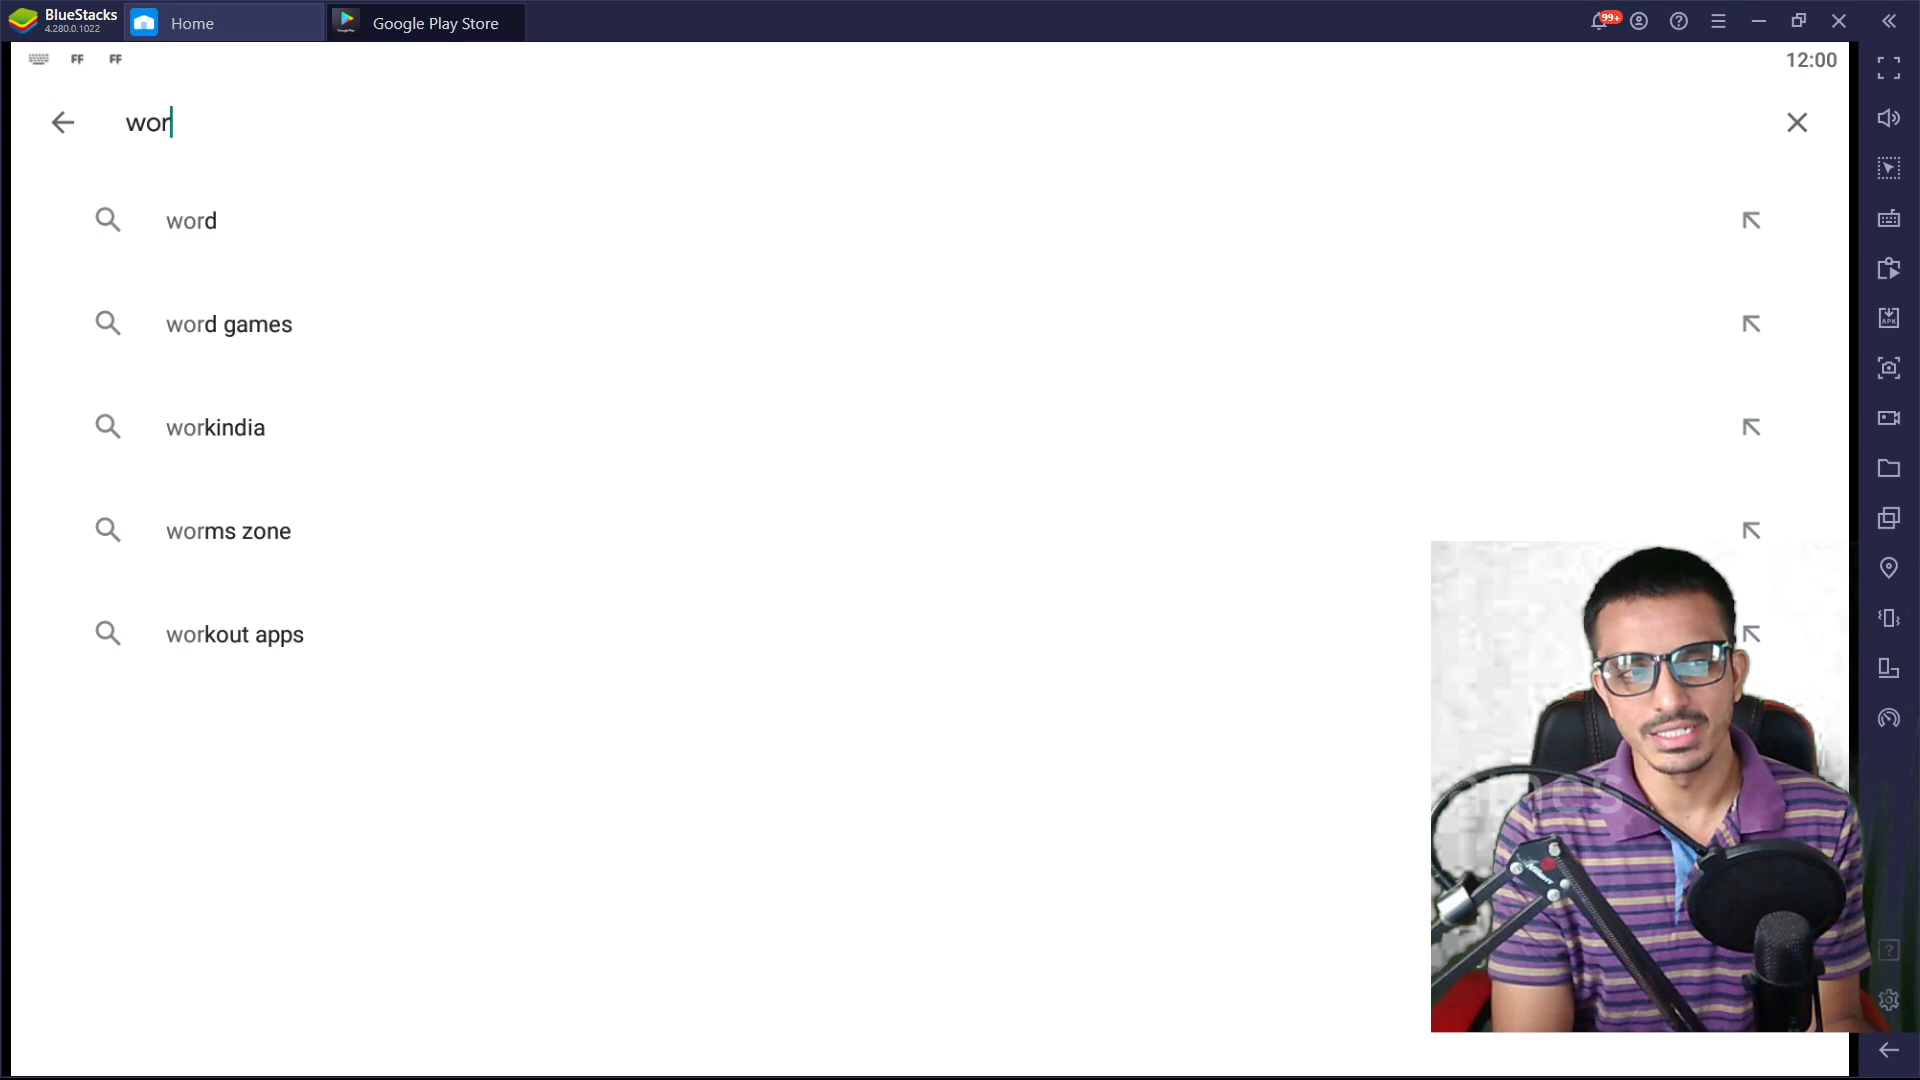 BlueStacks
4.280.0.1022
Home
Google Play Store
99+
FF FF
12:00
wor
word
word games
workindia
worms zone
workout apps